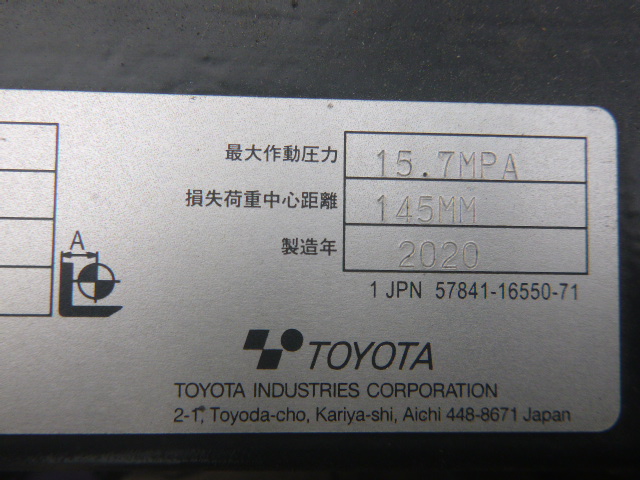 最大作動圧力 15.7MPA
損失荷重中心距離 145MM
製造年 2020
A
1 JPN 57841-16550-71
TOYOTA
TOYOTA INDUSTRIES CORPORATION
2-1, Toyoda-cho, Kariya-shi, Aichi 448-8671 Japan